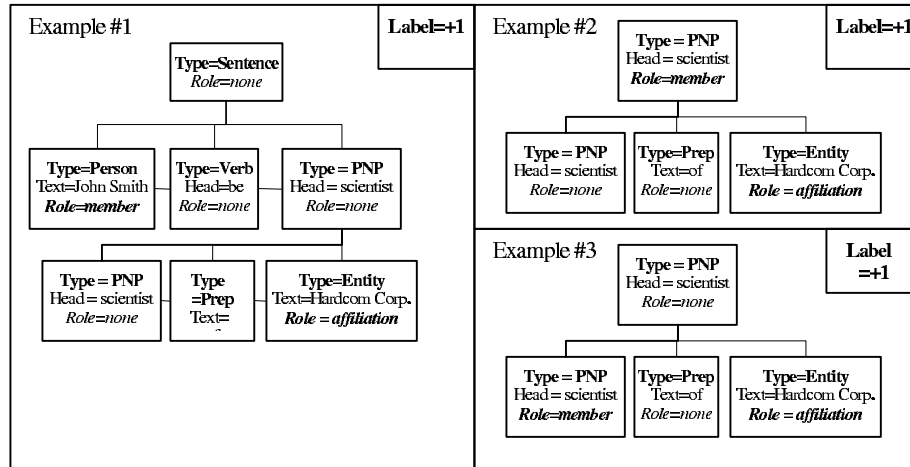 Example #1
Label=+1
Type=Sentence
Role=none
Type=Person
Text=John Smith
Role=member
Type=Verb
Head=be
Role=none
Type = PNP
Head = scientist
Role=none
Type = PNP
Head = scientist
Role=none
Type
=Prep
Text=
Type=Entity
Text=Hardcom Corp.
Role = affiliation
Example #2
Label=+1
Type = PNP
Head = scientist
Role=member
Type = PNP
Head = scientist
Role=none
Type=Prep
Text=of
Role=none
Type=Entity
Text=Hardcom Corp.
Role = affiliation
Example #3
Label
=+1
Type = PNP
Head = scientist
Role=none
Type = PNP
Head = scientist
Role=member
Type=Prep
Text=of
Role=none
Type=Entity
Text=Hardcom Corp.
Role = affiliation